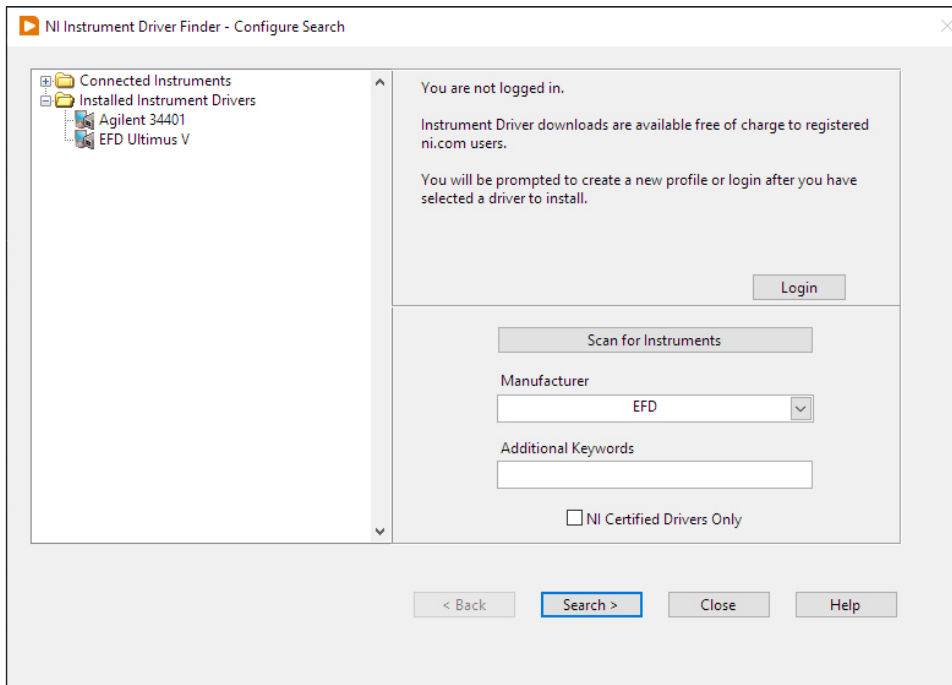 NI Instrument Driver Finder - Configure Search
Connected Instruments
Installed Instrument Drivers
Agilent 34401
EFD Ultimus V
You are not logged in.
Instrument Driver downloads are available free of charge to registered
ni.com users.
You will be prompted to create a new profile or login after you have
selected a driver to install.
Login
Scan for Instruments
Manufacturer
EFD
Additional Keywords
NI Certified Drivers Only
< Back
Search >
Close
Help